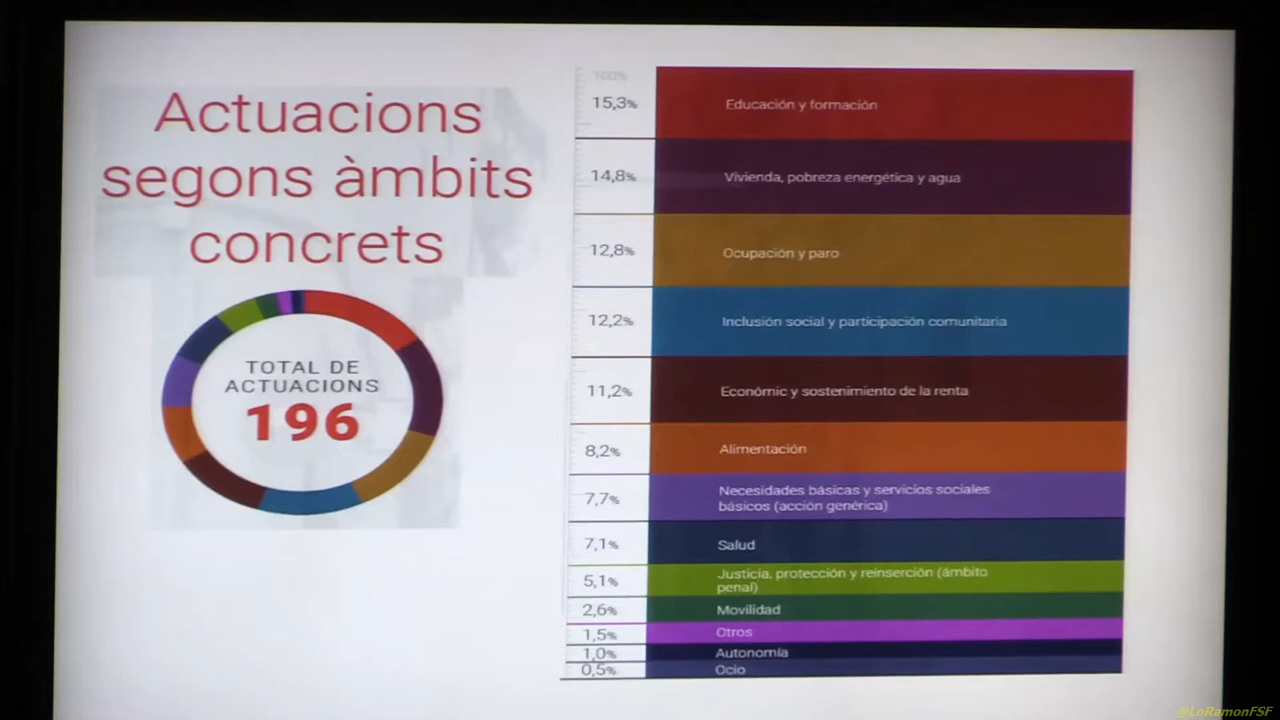 Actuacions
segons àmbits
concrets
TOTAL DE
ACTUACIONS
196
100%
15,3% Educación y formación
14,8% Vivienda, pobreza energética y agua
12,8% Ocupación y paro
12,2% Inclusión social y participación comunitaria
11,2% Económic y sostenimiento de la renta
8,2% Alimentación
7,7% Necesidades básicas y servicios sociales
básicos (acción genérica)
7,1% Salud
5,1% Justicia, protección y reinserción (ámbito
penal)
2,6% Movilidad
1,5% Otros
1,0% Autonomía
0,5% Ocio
@LoRamonFSF